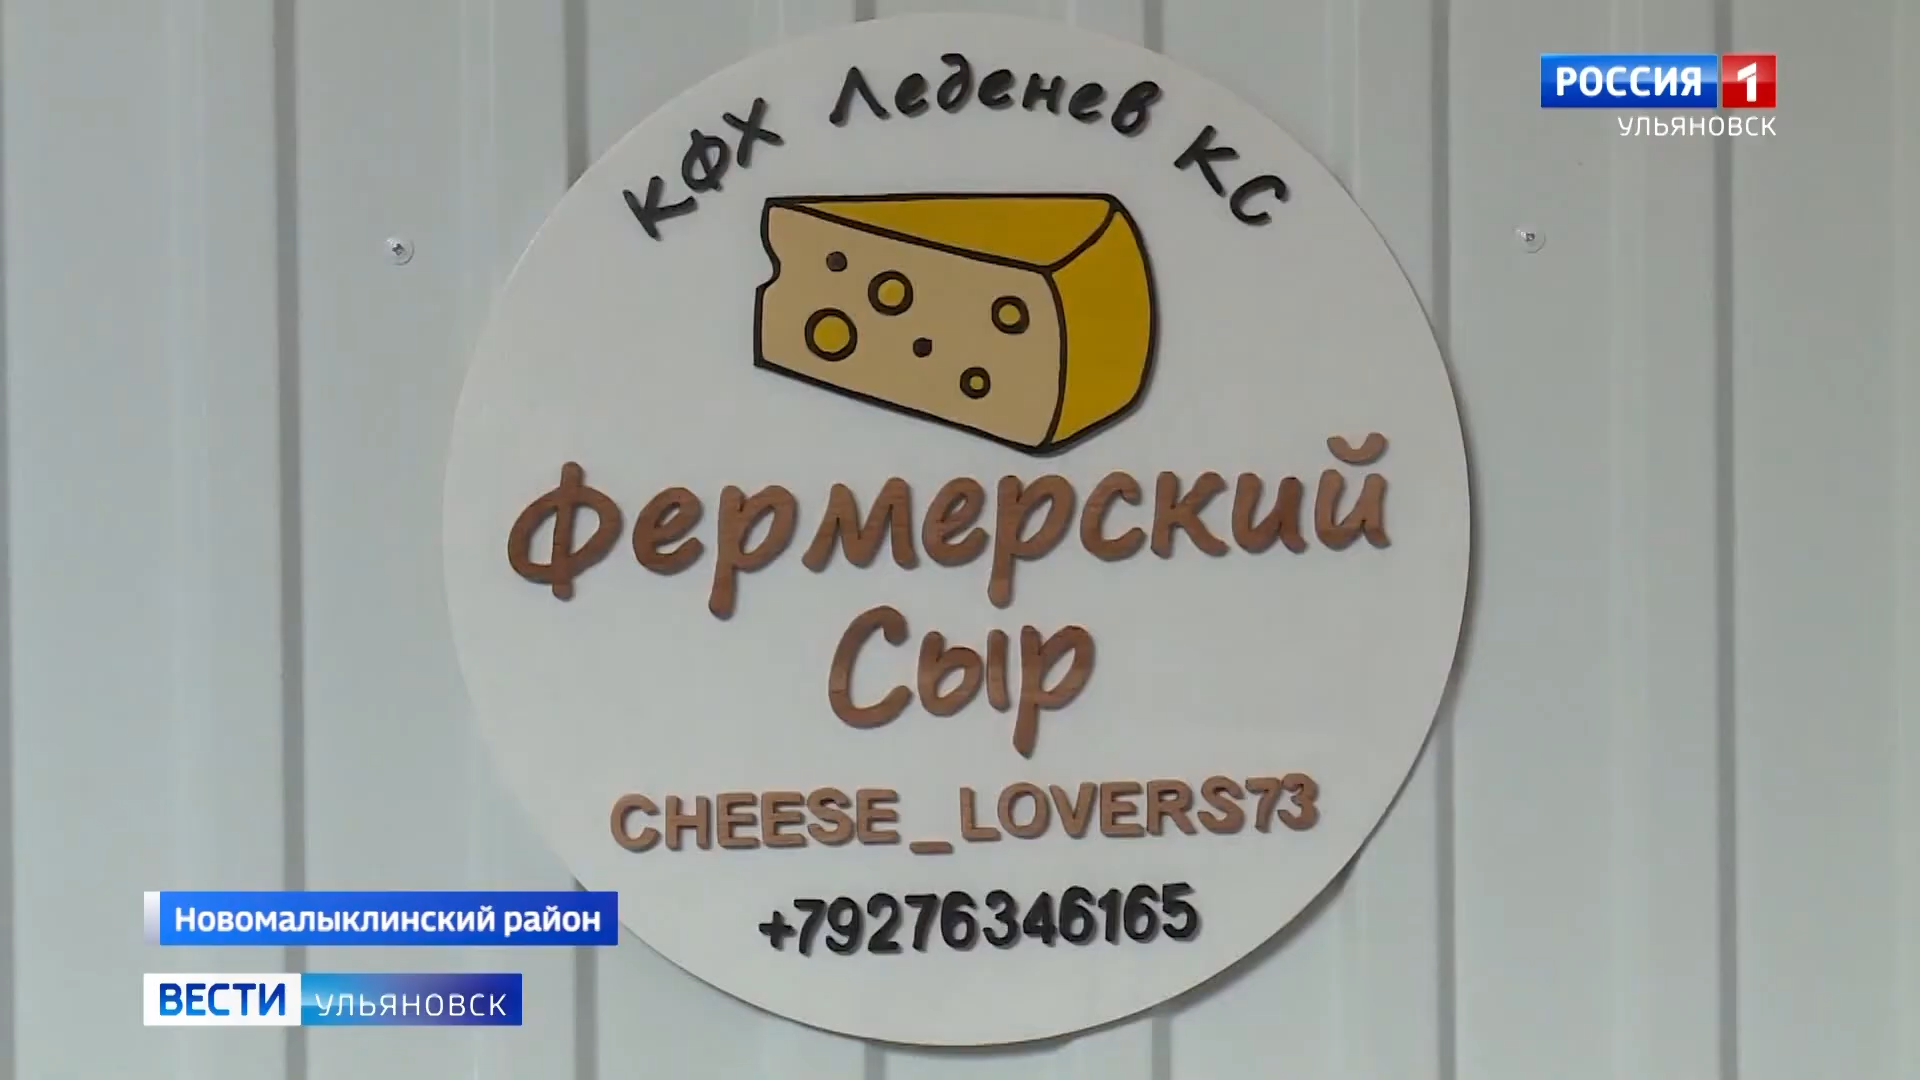 РОССИЯ 1
УЛЬЯНОВСК
КФХ Леденев КС
Фермерский
Сыр
CHEESE_LOVERS73
+79276346165
Новомалыклинский район
ВЕСТИ УЛЬЯНОВСК